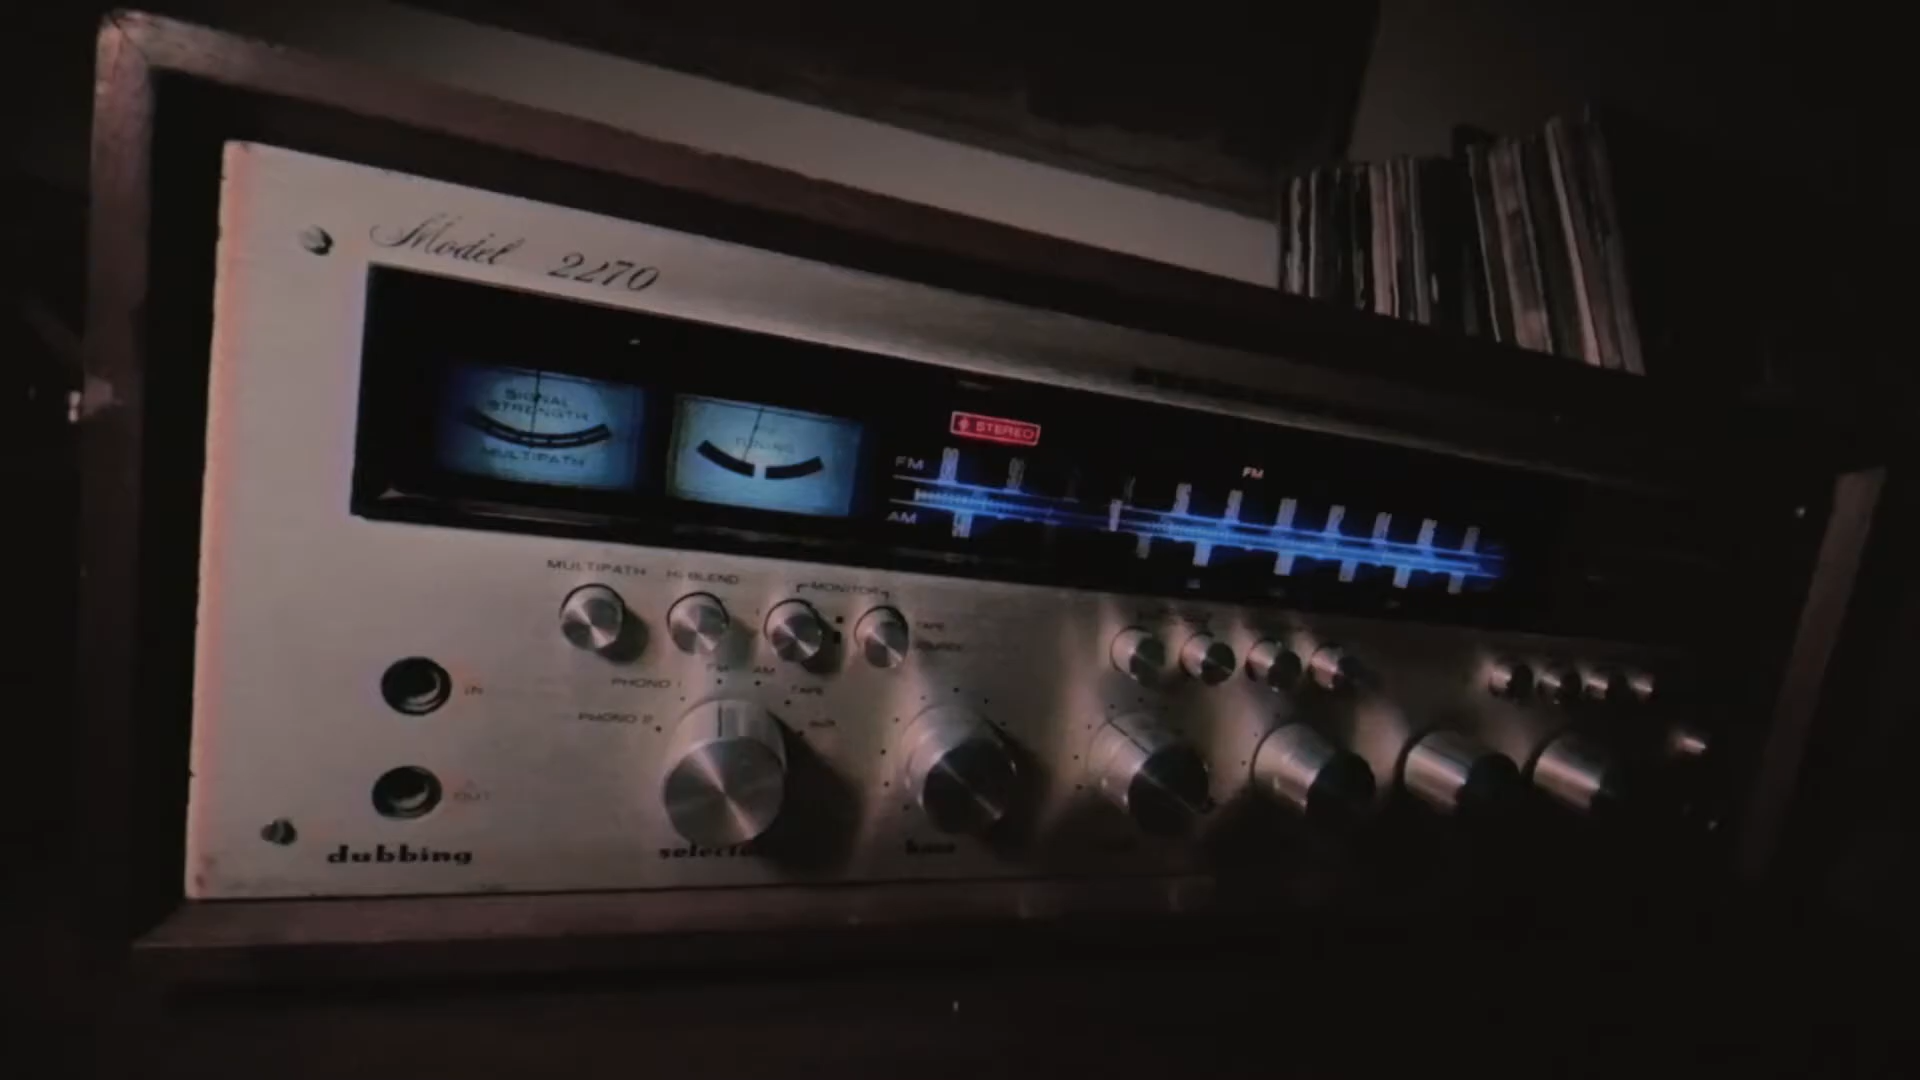 Model 2270
SIGNAL
STRENGTH
MULTIPATH
TUNING
STEREO
FM
FM
AM
MULTIPATH HI-BLEND MONITOR
TAPE
FM AM
PHONO 1 TAPE
PHONO 2
IN
OUT
dubbing selector bass